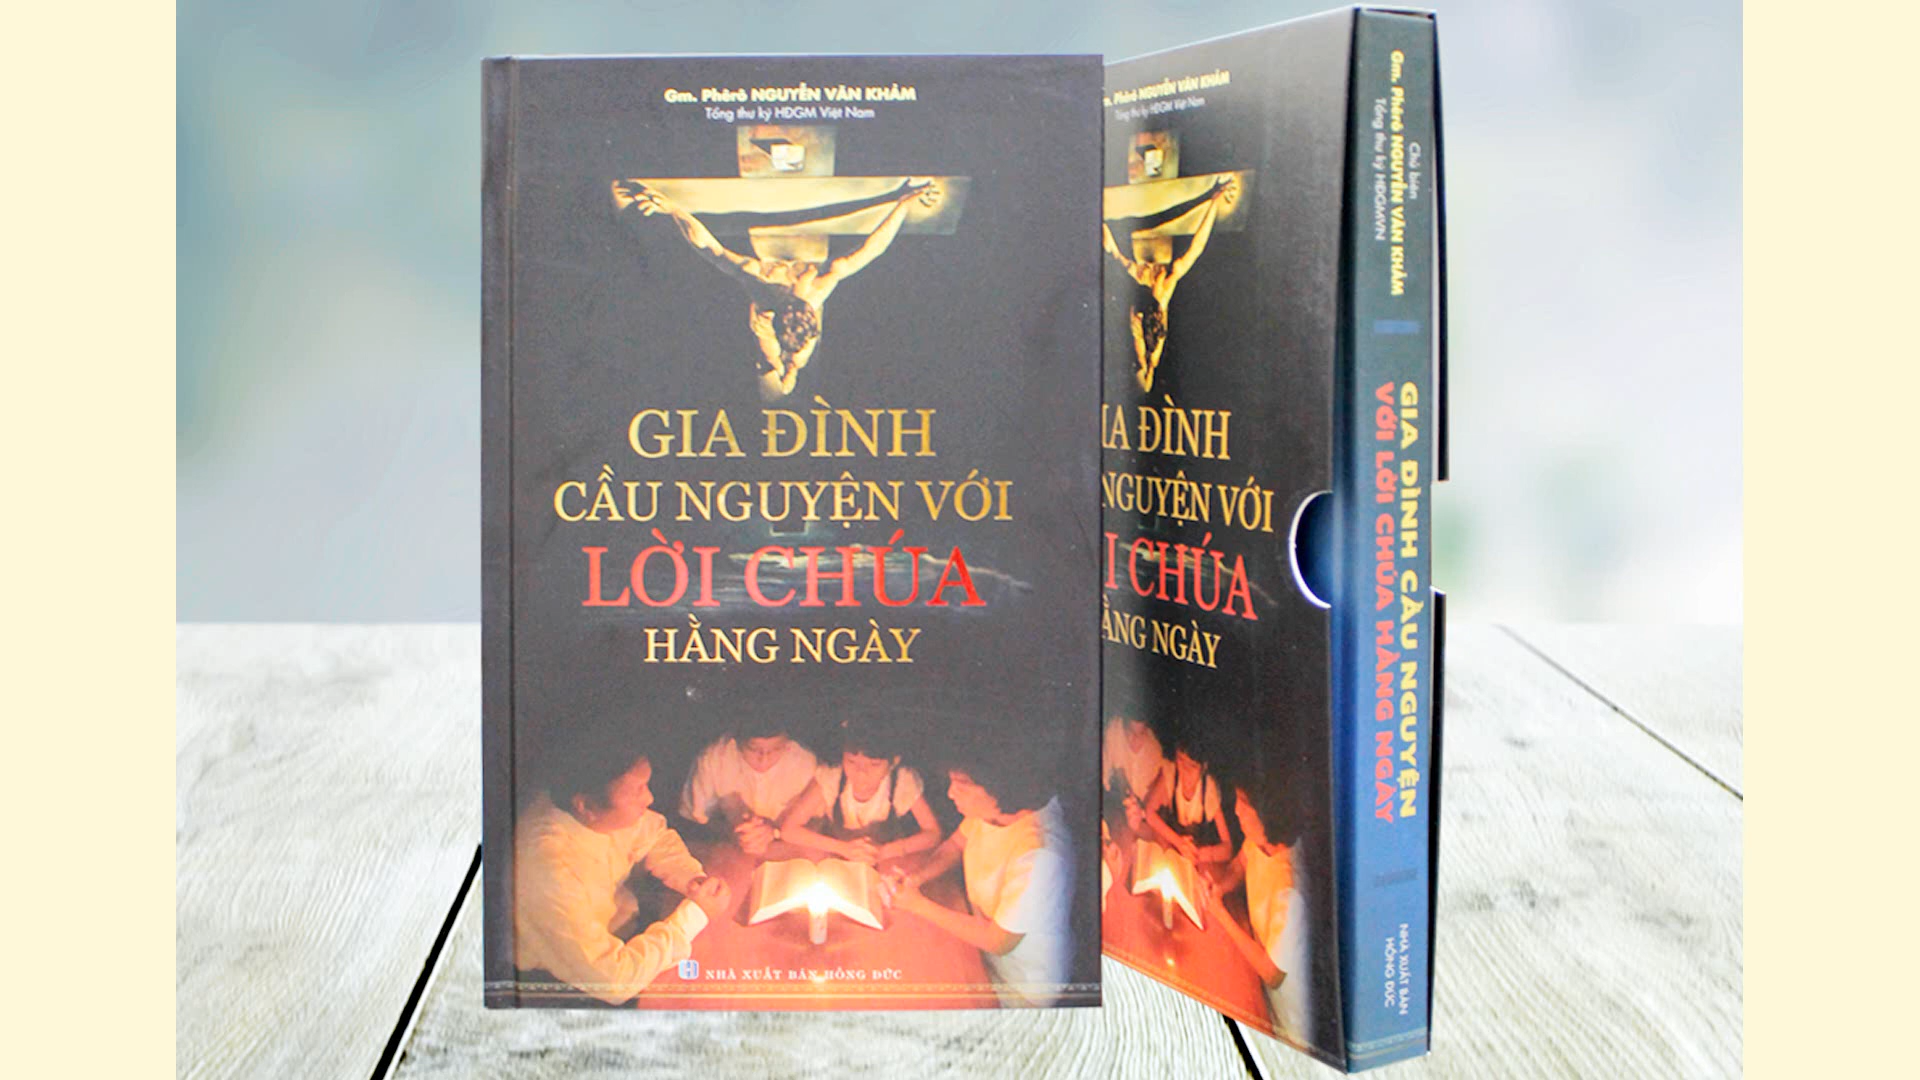 Gm. Phêrô NGUYỄN VĂN KHẢM
Tổng thư ký HĐGM Việt Nam
GIA ĐÌNH
CẦU NGUYỆN VỚI
LỜI CHÚA
HẰNG NGÀY
NHÀ XUẤT BẢN HỒNG ĐỨC
Phêrô NGUYỄN VĂN KHẢM
Tổng thư ký HĐGM Việt Nam
ĐÌNH
NGUYỆN VỚI
CHÚA
NGÀY
Chủ biên
Gm. Phêrô NGUYỄN VĂN KHẢM
Tổng thư ký HĐGMVN
GIA ĐÌNH CẦU NGUYỆN
VỚI LỜI CHÚA HẰNG NGÀY
NHÀ XUẤT BẢN
HỒNG ĐỨC